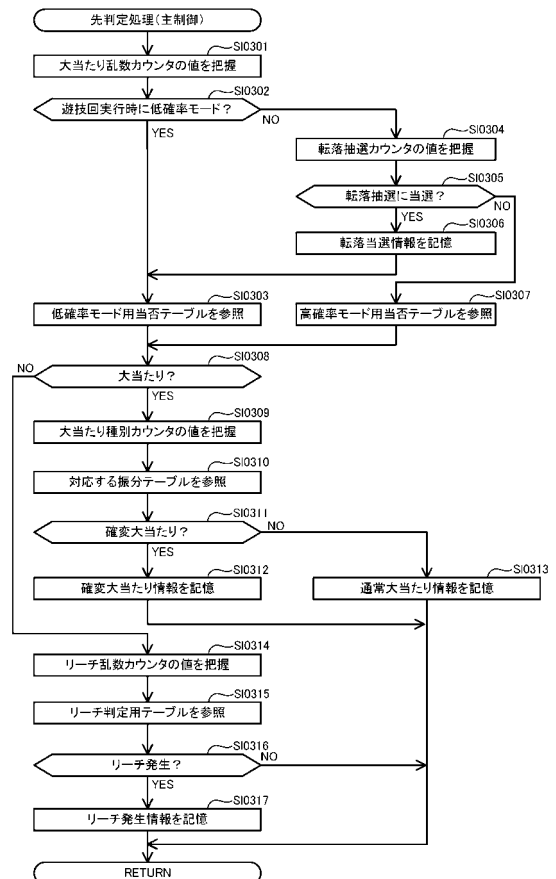 先判定処理(主制御)
SI0301
大当たり乱数カウンタの値を把握
SI0302
遊技回実行時に低確率モード?
NO
YES
SI0304
転落抽選カウンタの値を把握
SI0305
転落抽選に当選?
NO
YES
SI0306
転落当選情報を記憶
SI0303
低確率モード用当否テーブルを参照
SI0307
高確率モード用当否テーブルを参照
SI0308
NO
大当たり?
YES
SI0309
大当たり種別カウンタの値を把握
SI0310
対応する振分テーブルを参照
SI0311
確変大当たり?
NO
YES
SI0312
確変大当たり情報を記憶
SI0313
通常大当たり情報を記憶
SI0314
リーチ乱数カウンタの値を把握
SI0315
リーチ判定用テーブルを参照
SI0316
リーチ発生?
NO
YES
SI0317
リーチ発生情報を記憶
RETURN